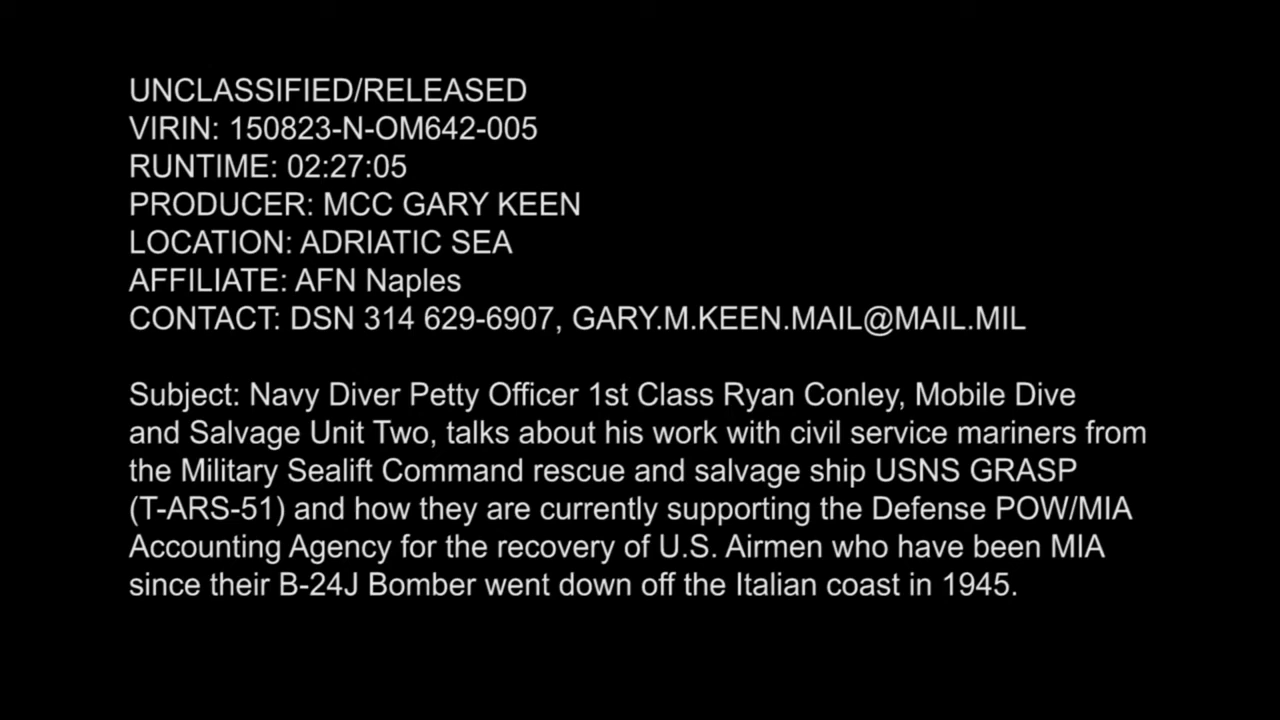 UNCLASSIFIED/RELEASED
VIRIN: 150823-N-OM642-005
RUNTIME: 02:27:05
PRODUCER: MCC GARY KEEN
LOCATION: ADRIATIC SEA
AFFILIATE: AFN Naples
CONTACT: DSN 314 629-6907, GARY.M.KEEN.MAIL@MAIL.MIL
Subject: Navy Diver Petty Officer 1st Class Ryan Conley, Mobile Dive
and Salvage Unit Two, talks about his work with civil service mariners from
the Military Sealift Command rescue and salvage ship USNS GRASP
(T-ARS-51) and how they are currently supporting the Defense POW/MIA
Accounting Agency for the recovery of U.S. Airmen who have been MIA
since their B-24J Bomber went down off the Italian coast in 1945.